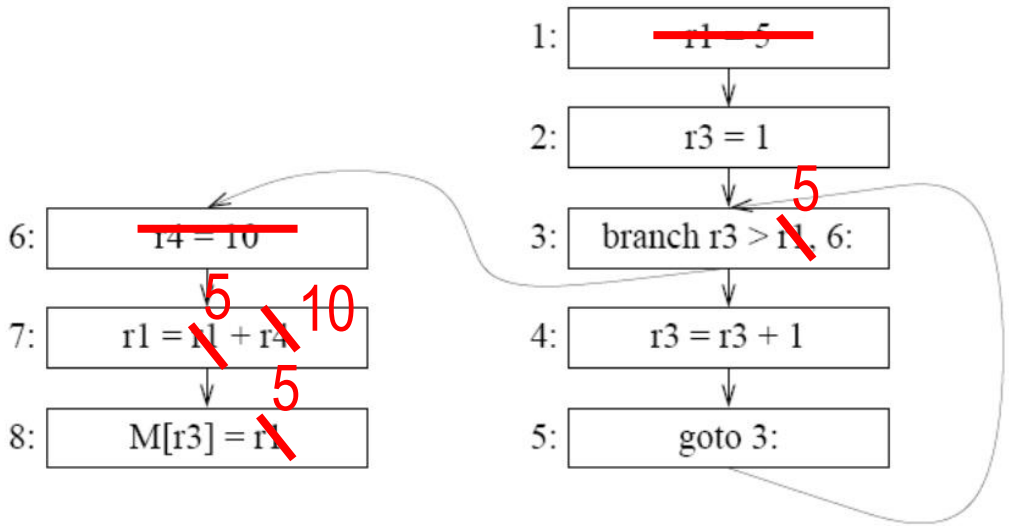 1: r1 = 5
2: r3 = 1
5
3: branch r3 > r1, 6:
4: r3 = r3 + 1
5: goto 3:
6: r4 = 10
5 10
7: r1 = r1 + r4
5
8: M[r3] = r1